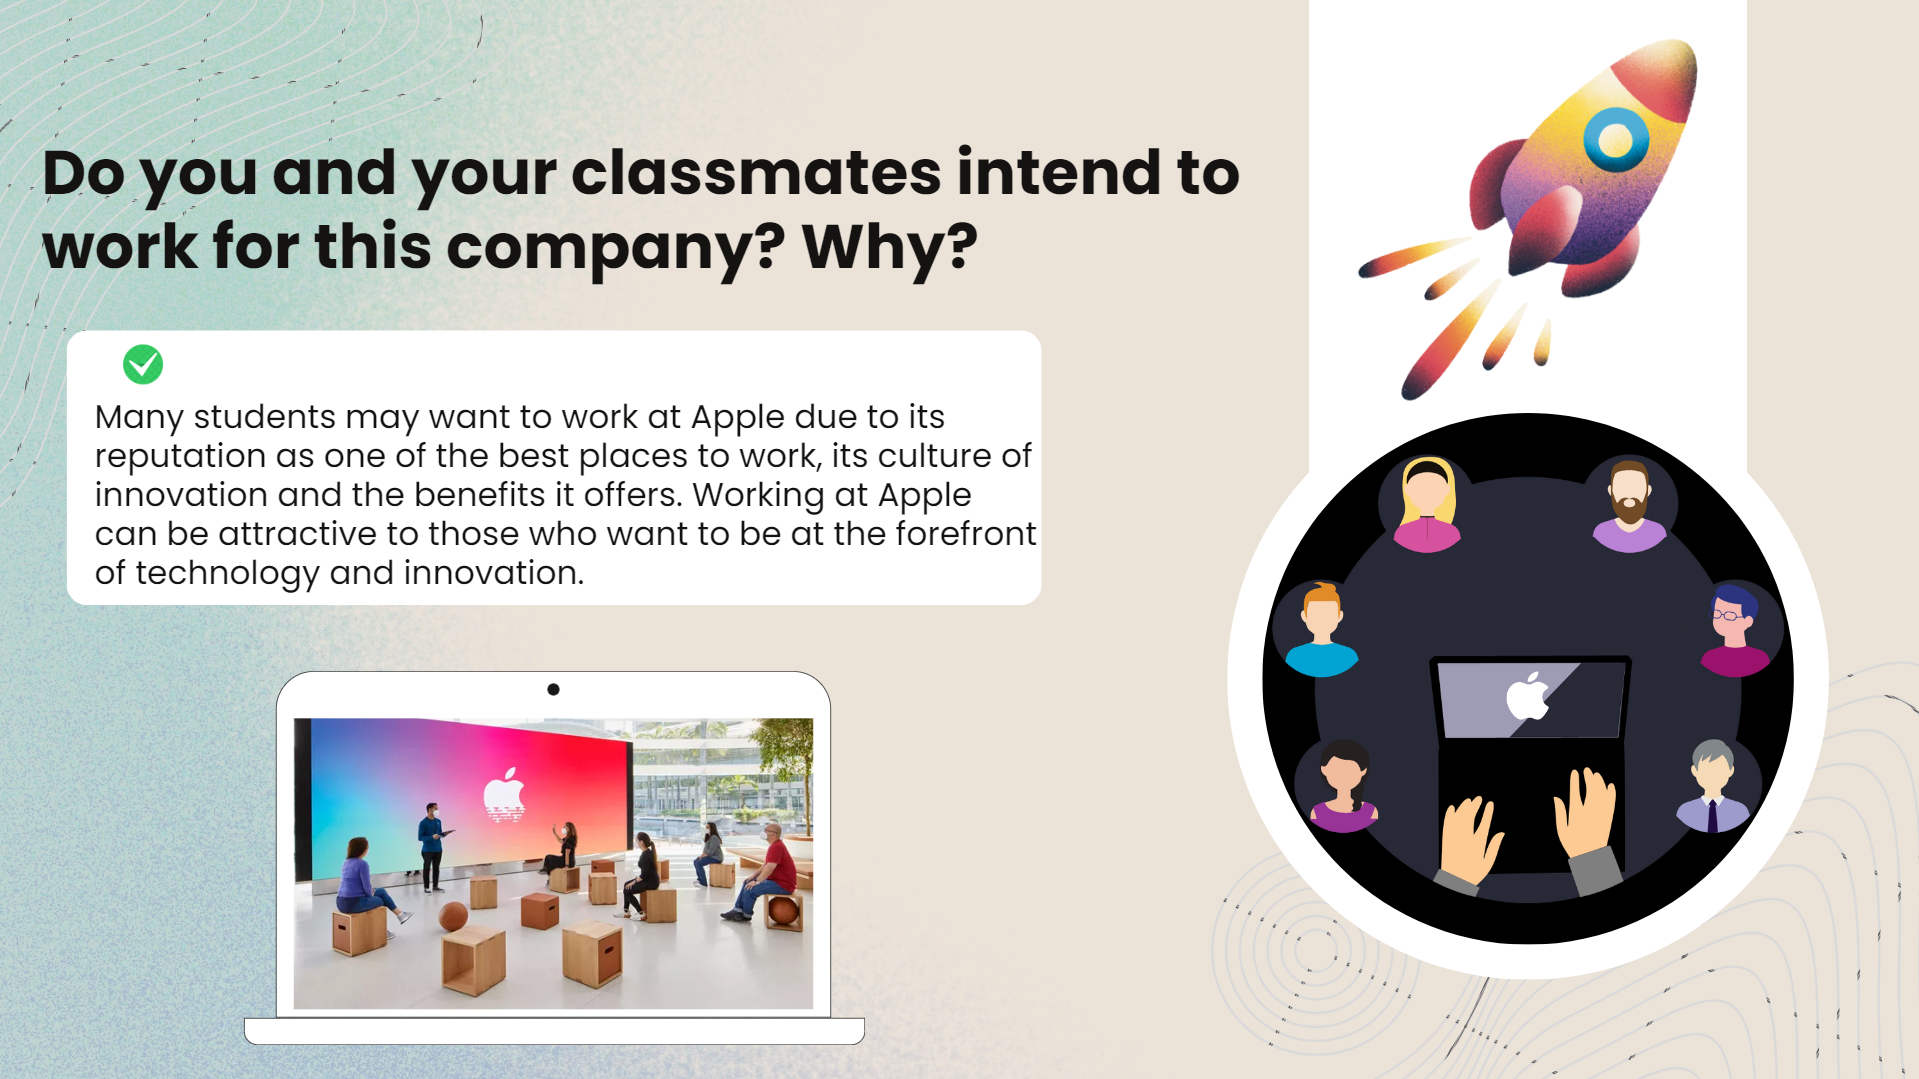 Do you and your classmates intend to
work for this company? Why?
Many students may want to work at Apple due to its
reputation as one of the best places to work, its culture of
innovation and the benefits it offers. Working at Apple
can be attractive to those who want to be at the forefront
of technology and innovation.